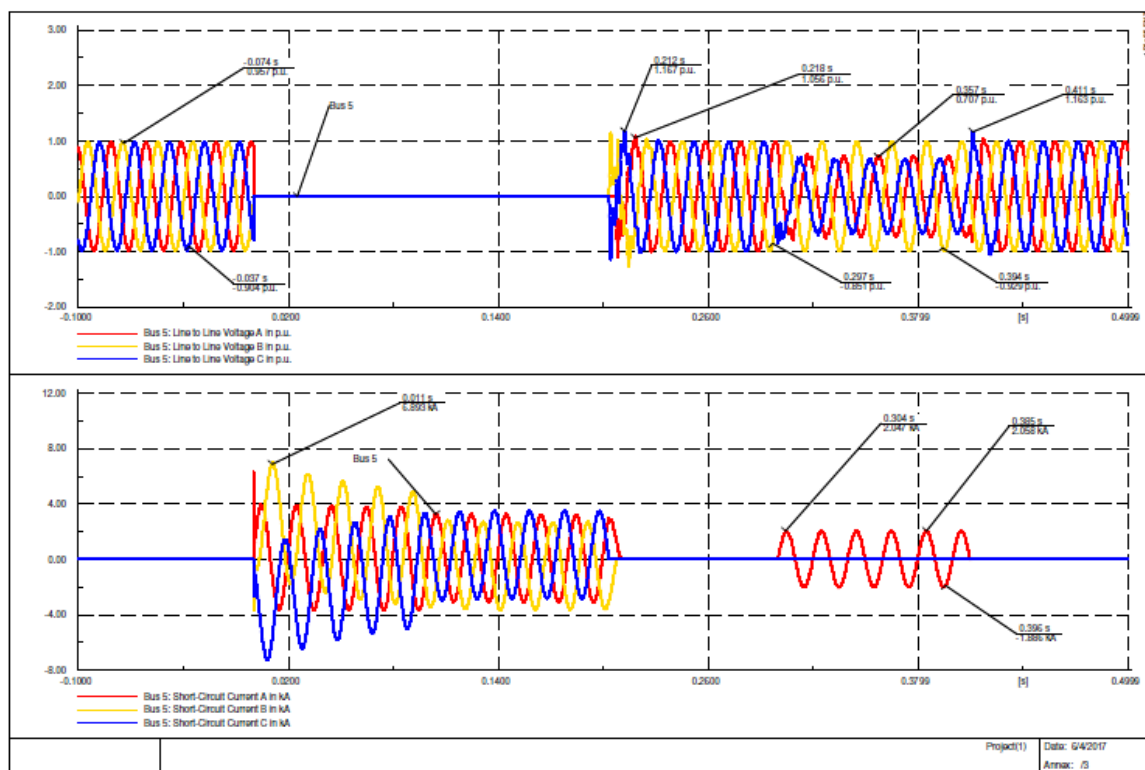 3.00
2.00
1.00
0.00
-1.00
-2.00
-0.074 s
0.957 p.u.
Bus 5
0.212 s
1.167 p.u.
0.218 s
1.056 p.u.
0.357 s
0.707 p.u.
0.411 s
1.163 p.u.
-0.037 s
-0.904 p.u.
0.297 s
-0.851 p.u.
0.394 s
-0.929 p.u.
-0.1000 0.0200 0.1400 0.2600 0.3799 [s] 0.4999
Bus 5: Line to Line Voltage A in p.u.
Bus 5: Line to Line Voltage B in p.u.
Bus 5: Line to Line Voltage C in p.u.
12.00
8.00
4.00
0.00
-4.00
-8.00
0.011 s
6.893 kA
Bus 5
0.304 s
2.047 kA
0.385 s
2.058 kA
0.396 s
-1.886 kA
-0.1000 0.0200 0.1400 0.2600 0.3799 [s] 0.4999
Bus 5: Short-Circuit Current A in kA
Bus 5: Short-Circuit Current B in kA
Bus 5: Short-Circuit Current C in kA
Project(1)
Date: 6/4/2017
Annex: /3